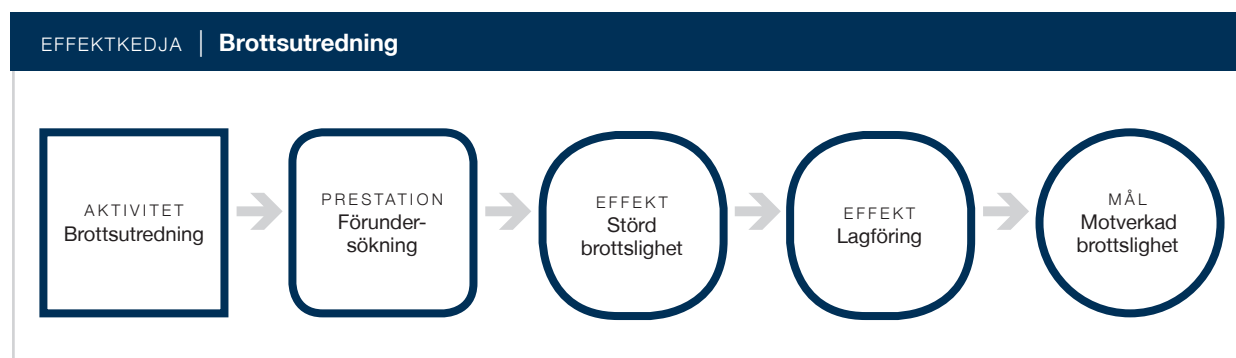 EFFEKTKEDJA | Brottsutredning
AKTIVITET
Brottsutredning
PRESTATION
Förunder-
sökning
EFFEKT
Störd
brottslighet
EFFEKT
Lagföring
MÅL
Motverkad
brottslighet